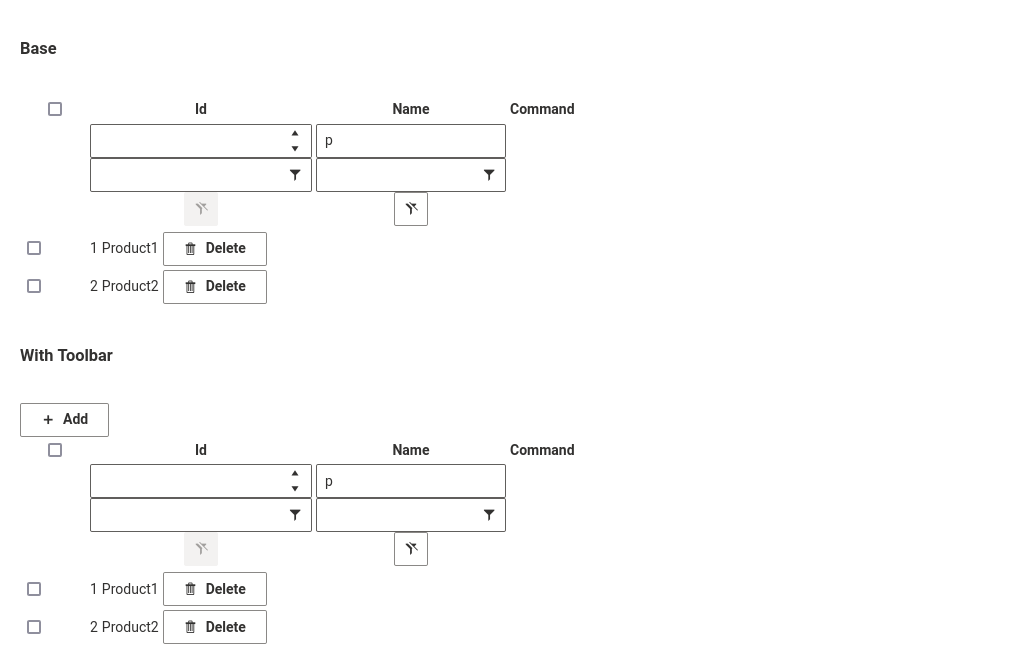 Base
Id Name Command
p
1 Product1 Delete
2 Product2 Delete
With Toolbar
Add
Id Name Command
p
1 Product1 Delete
2 Product2 Delete